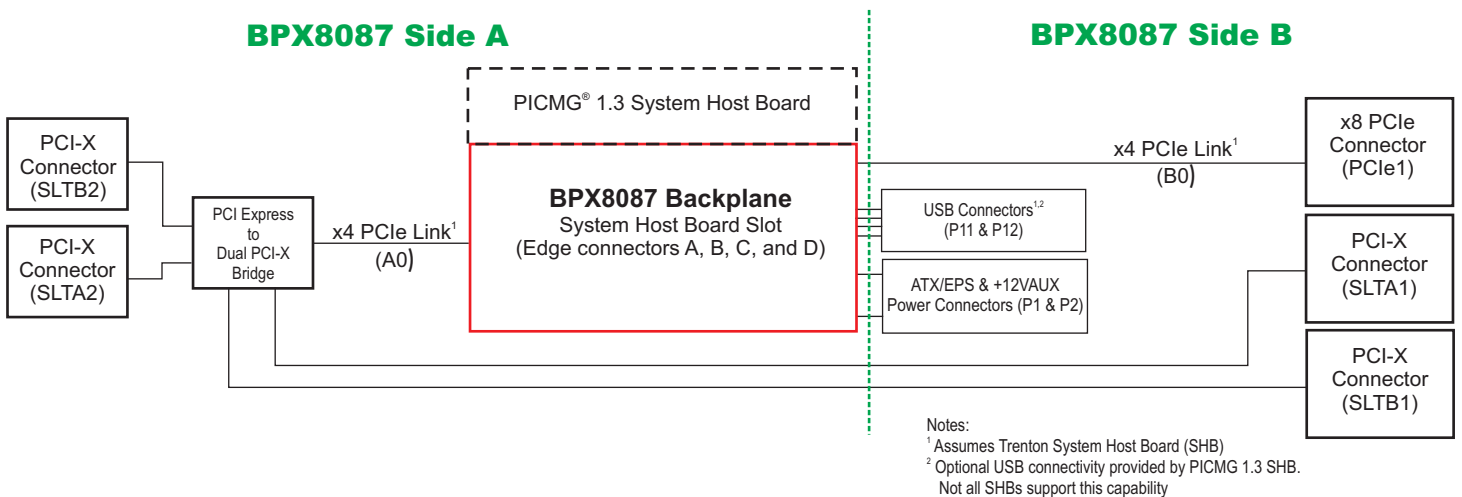 BPX8087 Side A
BPX8087 Side B
PICMG® 1.3 System Host Board
PCI-X
Connector
(SLTB2)
PCI-X
Connector
(SLTA2)
PCI Express
to
Dual PCI-X
Bridge
x4 PCIe Link¹
(A0)
BPX8087 Backplane
System Host Board Slot
(Edge connectors A, B, C, and D)
x4 PCIe Link¹
(B0)
USB Connectors¹,²
(P11 & P12)
ATX/EPS & +12VAUX
Power Connectors (P1 & P2)
x8 PCIe
Connector
(PCIe1)
PCI-X
Connector
(SLTA1)
PCI-X
Connector
(SLTB1)
Notes:
¹ Assumes Trenton System Host Board (SHB)
² Optional USB connectivity provided by PICMG 1.3 SHB.
Not all SHBs support this capability